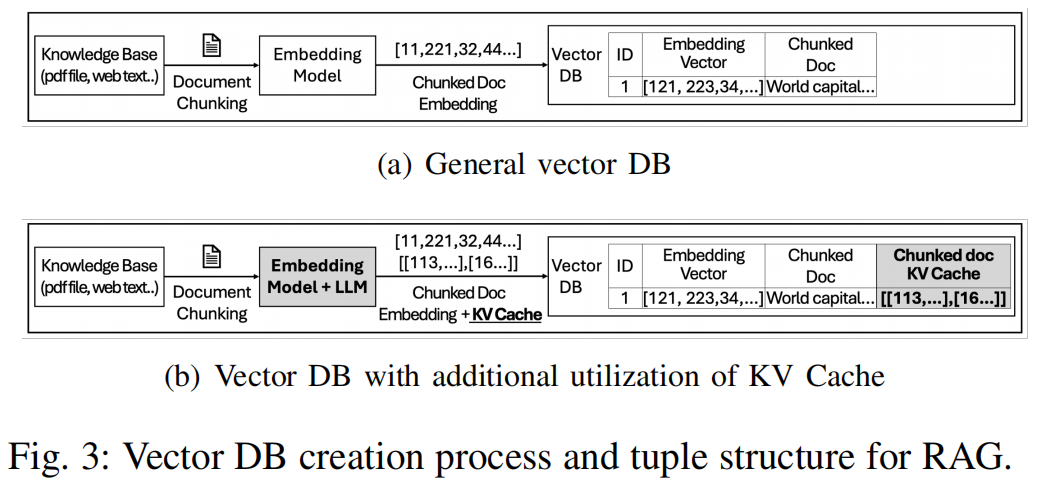 Knowledge Base
(pdf file, web text..)
Document
Chunking
Embedding
Model
[11,221,32,44...]
Chunked Doc
Embedding
Vector
DB
ID
Embedding
Vector
Chunked
Doc
1
[121, 223,34,...]
World capital...
(a) General vector DB
Knowledge Base
(pdf file, web text..)
Document
Chunking
Embedding
Model + LLM
[11,221,32,44...]
[[113,...],[16...]]
Chunked Doc
Embedding + KV Cache
Vector
DB
ID
Embedding
Vector
Chunked
Doc
Chunked doc
KV Cache
1
[121, 223,34,...]
World capital...
[[113,...],[16...]]
(b) Vector DB with additional utilization of KV Cache
Fig. 3: Vector DB creation process and tuple structure for RAG.